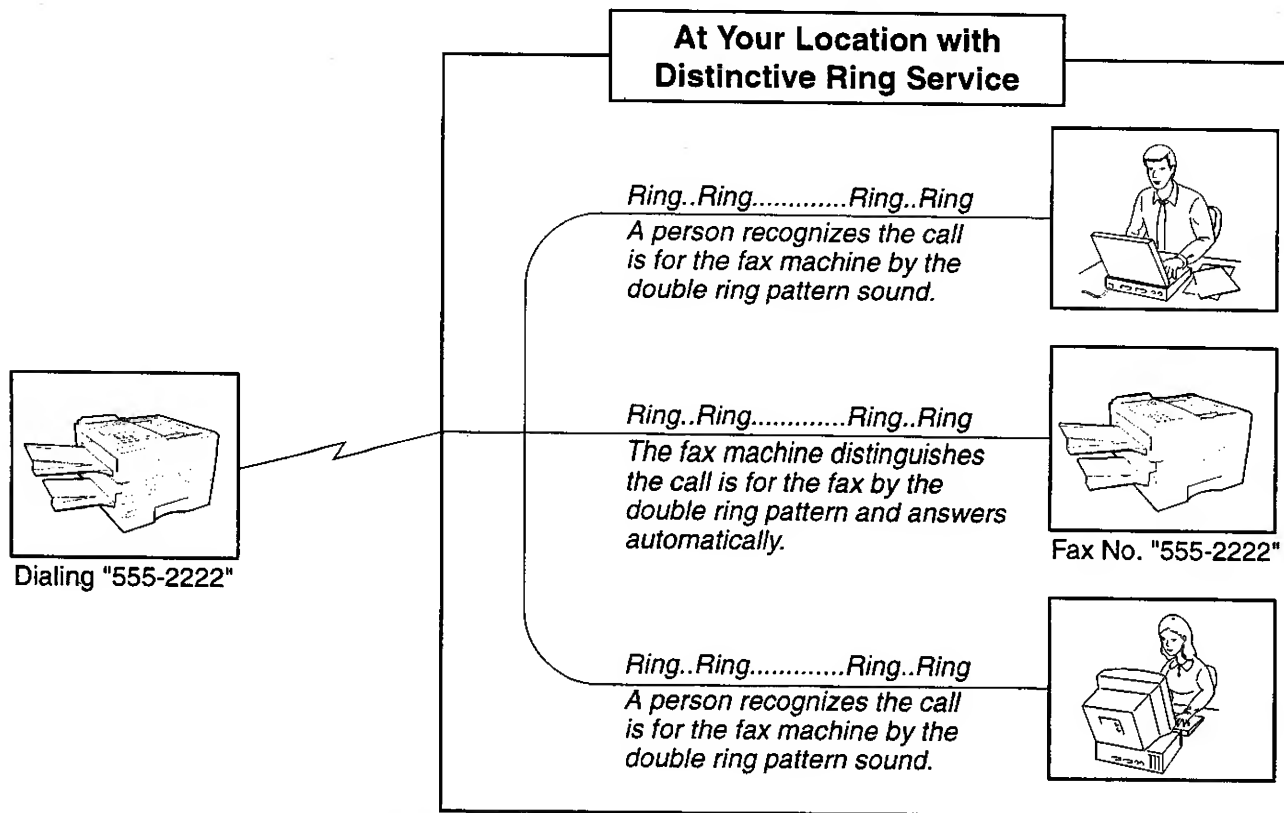 At Your Location with
Distinctive Ring Service
Ring..Ring.............Ring..Ring
A person recognizes the call
is for the fax machine by the
double ring pattern sound.
Ring..Ring.............Ring..Ring
The fax machine distinguishes
the call is for the fax by the
double ring pattern and answers
automatically.
Dialing "555-2222"
Fax No. "555-2222"
Ring..Ring.............Ring..Ring
A person recognizes the call
is for the fax machine by the
double ring pattern sound.